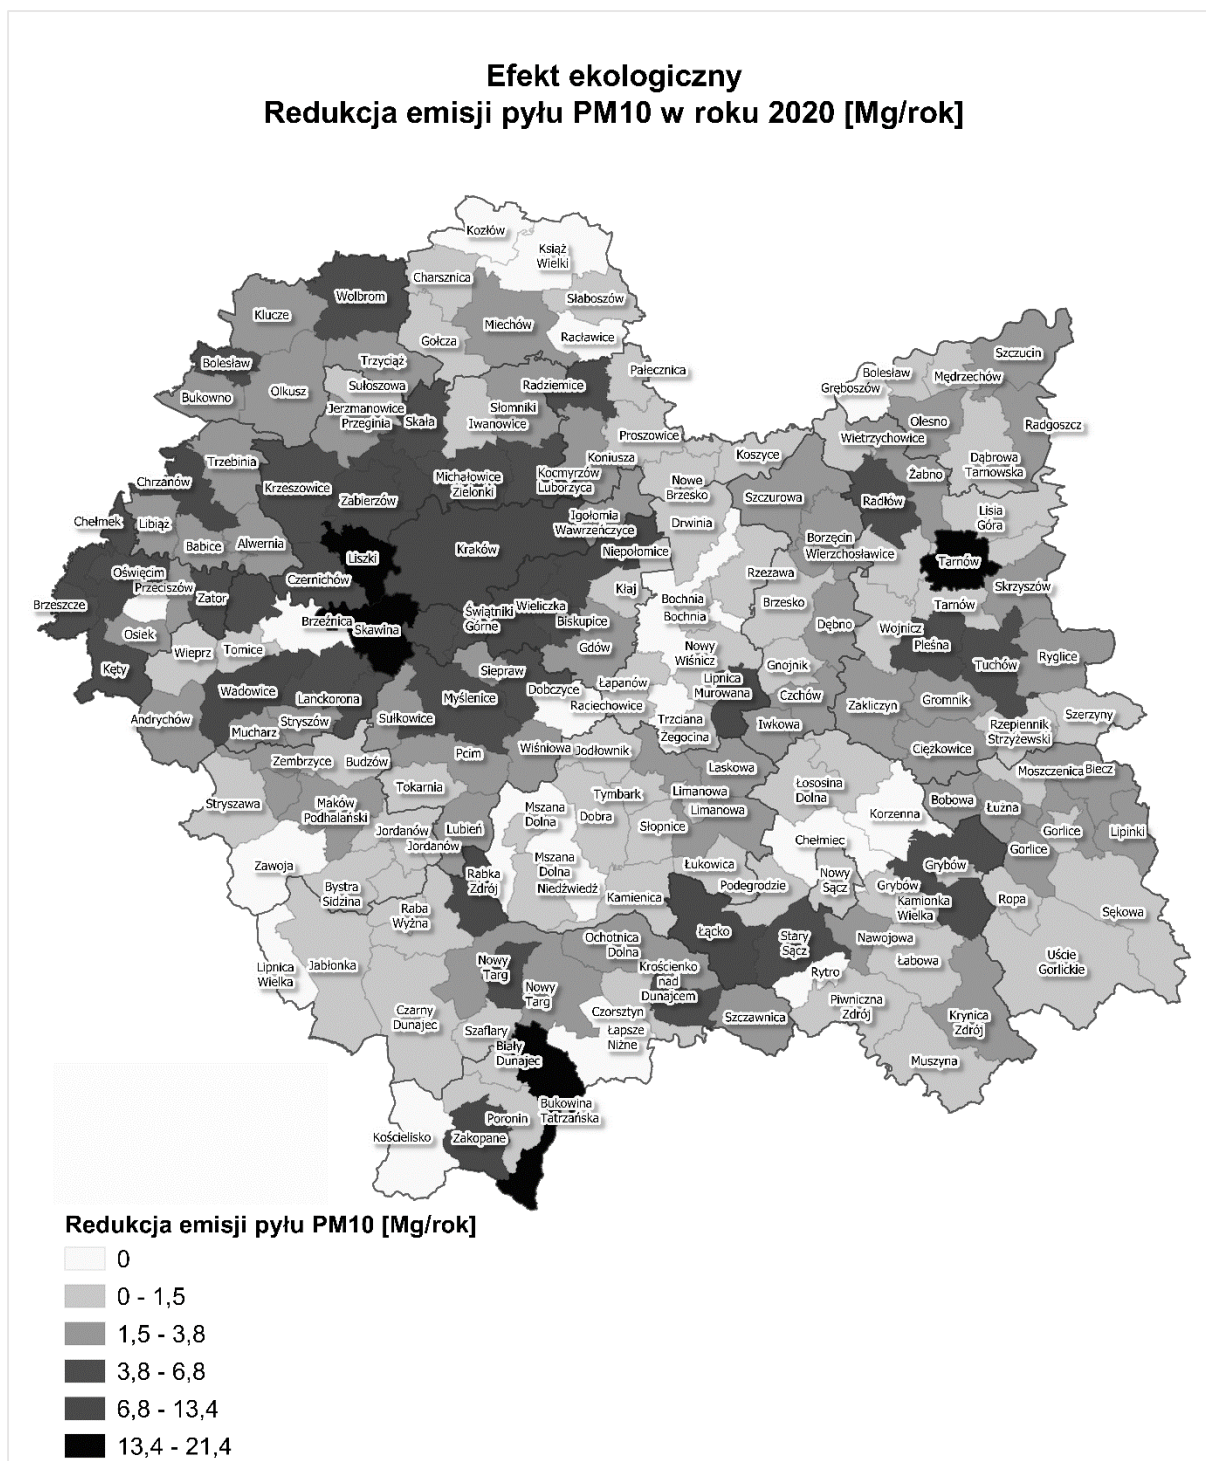 Efekt ekologiczny
Redukcja emisji pyłu PM10 w roku 2020 [Mg/rok]
Kozłów
Książ
Wielki
Charsznica
Wolbrom
Słaboszów
Klucze
Miechów
Racławice
Gołcza
Szczucin
Bolesław
Trzyciąż
Pałecznica
Bolesław
Mędrzechów
Gręboszów
Bukowno
Olkusz
Sułoszowa
Radziemice
Jerzmanowice
Przeginia
Skała
Słomniki
Iwanowice
Proszowice
Olesno
Radgoszcz
Wietrzychowice
Trzebinia
Koniusza
Koszyce
Dąbrowa
Tarnowska
Chrzanów
Krzeszowice
Zabierzów
Michałowice
Zielonki
Kocmyrzów
Luborzyca
Nowe
Brzesko
Szczurowa
Żabno
Radłów
Chełmek
Libiąż
Igołomia
Wawrzeńczyce
Drwinia
Lisia
Góra
Babice
Alwernia
Liszki
Kraków
Niepołomice
Borzęcin
Wierzchosławice
Tarnów
Oświęcim
Przeciszów
Czernichów
Kłaj
Rzezawa
Skrzyszów
Brzeszcze
Zator
Brzeźnica
Świątniki
Górne
Wieliczka
Biskupice
Bochnia
Bochnia
Brzesko
Tarnów
Osiek
Skawina
Dębno
Wojnicz
Wieprz
Tomice
Gdów
Nowy
Wiśnicz
Pleśna
Kęty
Siepraw
Gnojnik
Tuchów
Ryglice
Wadowice
Lanckorona
Myślenice
Dobczyce
Łapanów
Lipnica
Murowana
Czchów
Raciechowice
Zakliczyn
Gromnik
Andrychów
Mucharz
Stryszów
Sułkowice
Trzciana
Żegocina
Iwkowa
Rzepiennik
Strzyżewski
Szerzyny
Zembrzyce
Budzów
Pcim
Wiśniowa
Jodłownik
Ciężkowice
Laskowa
Moszczenica
Biecz
Stryszawa
Maków
Podhalański
Tokarnia
Tymbark
Limanowa
Łososina
Dolna
Bobowa
Łużna
Mszana
Dolna
Dobra
Limanowa
Korzenna
Jordanów
Jordanów
Lubień
Słopnice
Chełmiec
Gorlice
Lipinki
Gorlice
Zawoja
Mszana
Dolna
Niedźwiedź
Rabka
Zdrój
Łukowica
Podegrodzie
Nowy
Sącz
Grybów
Grybów
Bystra
Sidzina
Kamienica
Kamionka
Wielka
Ropa
Raba
Wyżna
Sękowa
Łącko
Stary
Sącz
Ochotnica
Dolna
Nawojowa
Łabowa
Uście
Gorlickie
Lipnica
Wielka
Jabłonka
Nowy
Targ
Krościenko
nad
Dunajcem
Rytro
Nowy
Targ
Piwniczna
Zdrój
Czarny
Dunajec
Czorsztyn
Szczawnica
Krynica
Zdrój
Szaflary
Łapsze
Niżne
Biały
Dunajec
Muszyna
Bukowina
Tatrzańska
Poronin
Kościelisko
Zakopane
Redukcja emisji pyłu PM10 [Mg/rok]
0
0 - 1,5
1,5 - 3,8
3,8 - 6,8
6,8 - 13,4
13,4 - 21,4